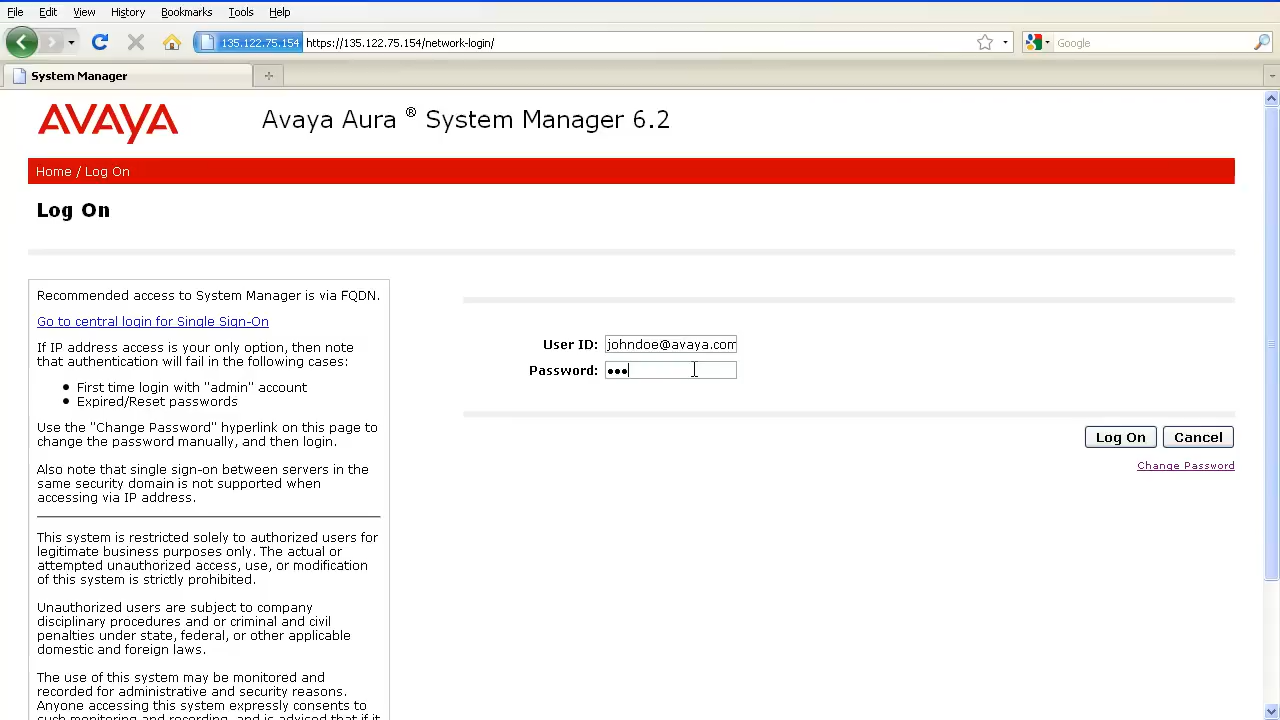 File Edit View History Bookmarks Tools Help
135.122.75.154 https://135.122.75.154/network-login/
Google
System Manager
AVAYA
Avaya Aura ® System Manager 6.2
Home / Log On
Log On
Recommended access to System Manager is via FQDN.
Go to central login for Single Sign-On
If IP address access is your only option, then note
that authentication will fail in the following cases:
• First time login with "admin" account
• Expired/Reset passwords
Use the "Change Password" hyperlink on this page to
change the password manually, and then login.
Also note that single sign-on between servers in the
same security domain is not supported when
accessing via IP address.
This system is restricted solely to authorized users for
legitimate business purposes only. The actual or
attempted unauthorized access, use, or modification
of this system is strictly prohibited.
Unauthorized users are subject to company
disciplinary procedures and or criminal and civil
penalties under state, federal, or other applicable
domestic and foreign laws.
The use of this system may be monitored and
recorded for administrative and security reasons.
Anyone accessing this system expressly consents to
such monitoring and recording, and is advised that if it
User ID: johndoe@avaya.com
Password: •••
Log On Cancel
Change Password